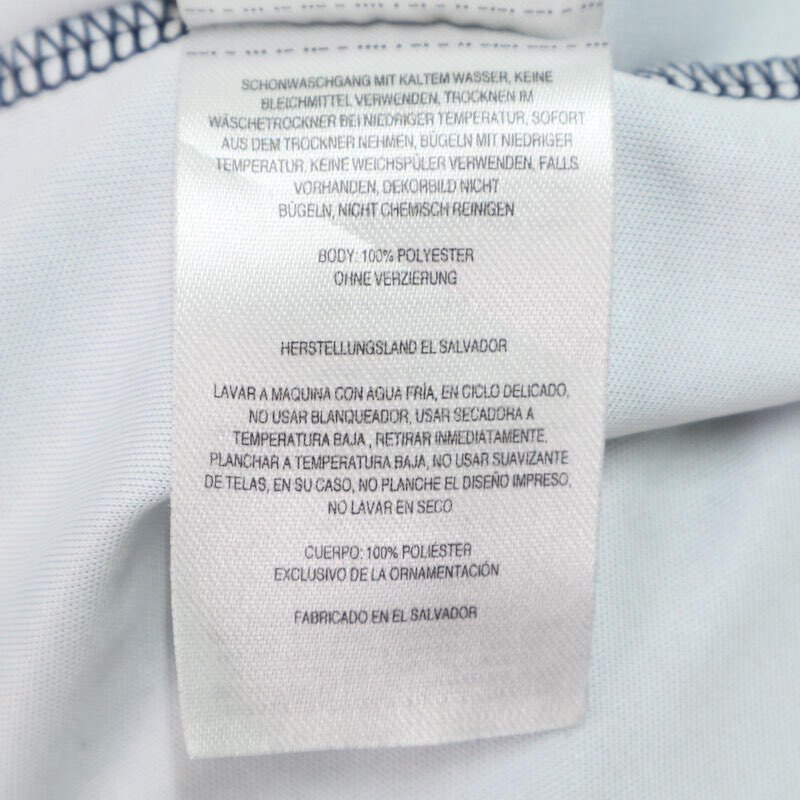 SCHONWASCHGANG MIT KALTEM WASSER, KEINE
BLEICHMITTEL VERWENDEN, TROCKNEN IM
WÄSCHETROCKNER BEI NIEDRIGER TEMPERATUR, SOFORT
AUS DEM TROCKNER NEHMEN, BÜGELN MIT NIEDRIGER
TEMPERATUR, KEINE WEICHSPÜLER VERWENDEN, FALLS
VORHANDEN, DEKORBILD NICHT
BÜGELN, NICHT CHEMISCH REINIGEN
BODY: 100% POLYESTER
OHNE VERZIERUNG
HERSTELLUNGSLAND EL SALVADOR
LAVAR A MAQUINA CON AGUA FRÍA, EN CICLO DELICADO,
NO USAR BLANQUEADOR, USAR SECADORA A
TEMPERATURA BAJA , RETIRAR INMEDIATAMENTE,
PLANCHAR A TEMPERATURA BAJA, NO USAR SUAVIZANTE
DE TELAS, EN SU CASO, NO PLANCHE EL DISEÑO IMPRESO,
NO LAVAR EN SECO
CUERPO: 100% POLIÉSTER
EXCLUSIVO DE LA ORNAMENTACIÓN
FABRICADO EN EL SALVADOR